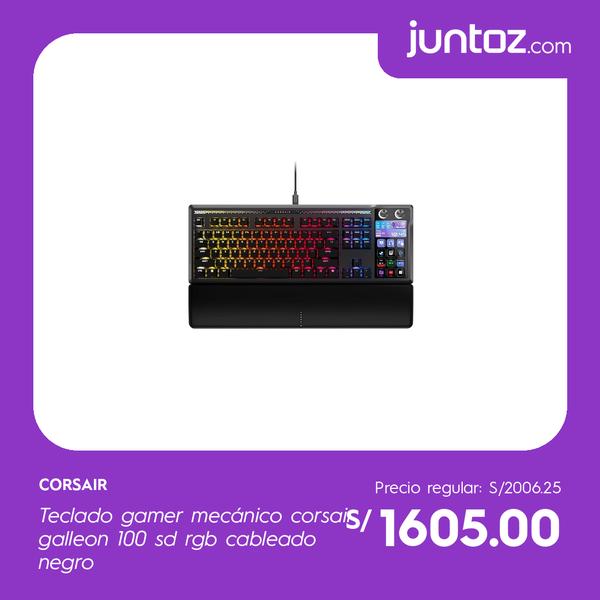 juntoz.com
CORSAIR
Teclado gamer mecánico corsair
galleon 100 sd rgb cableado
negro
Precio regular: S/2006.25
S/1605.00